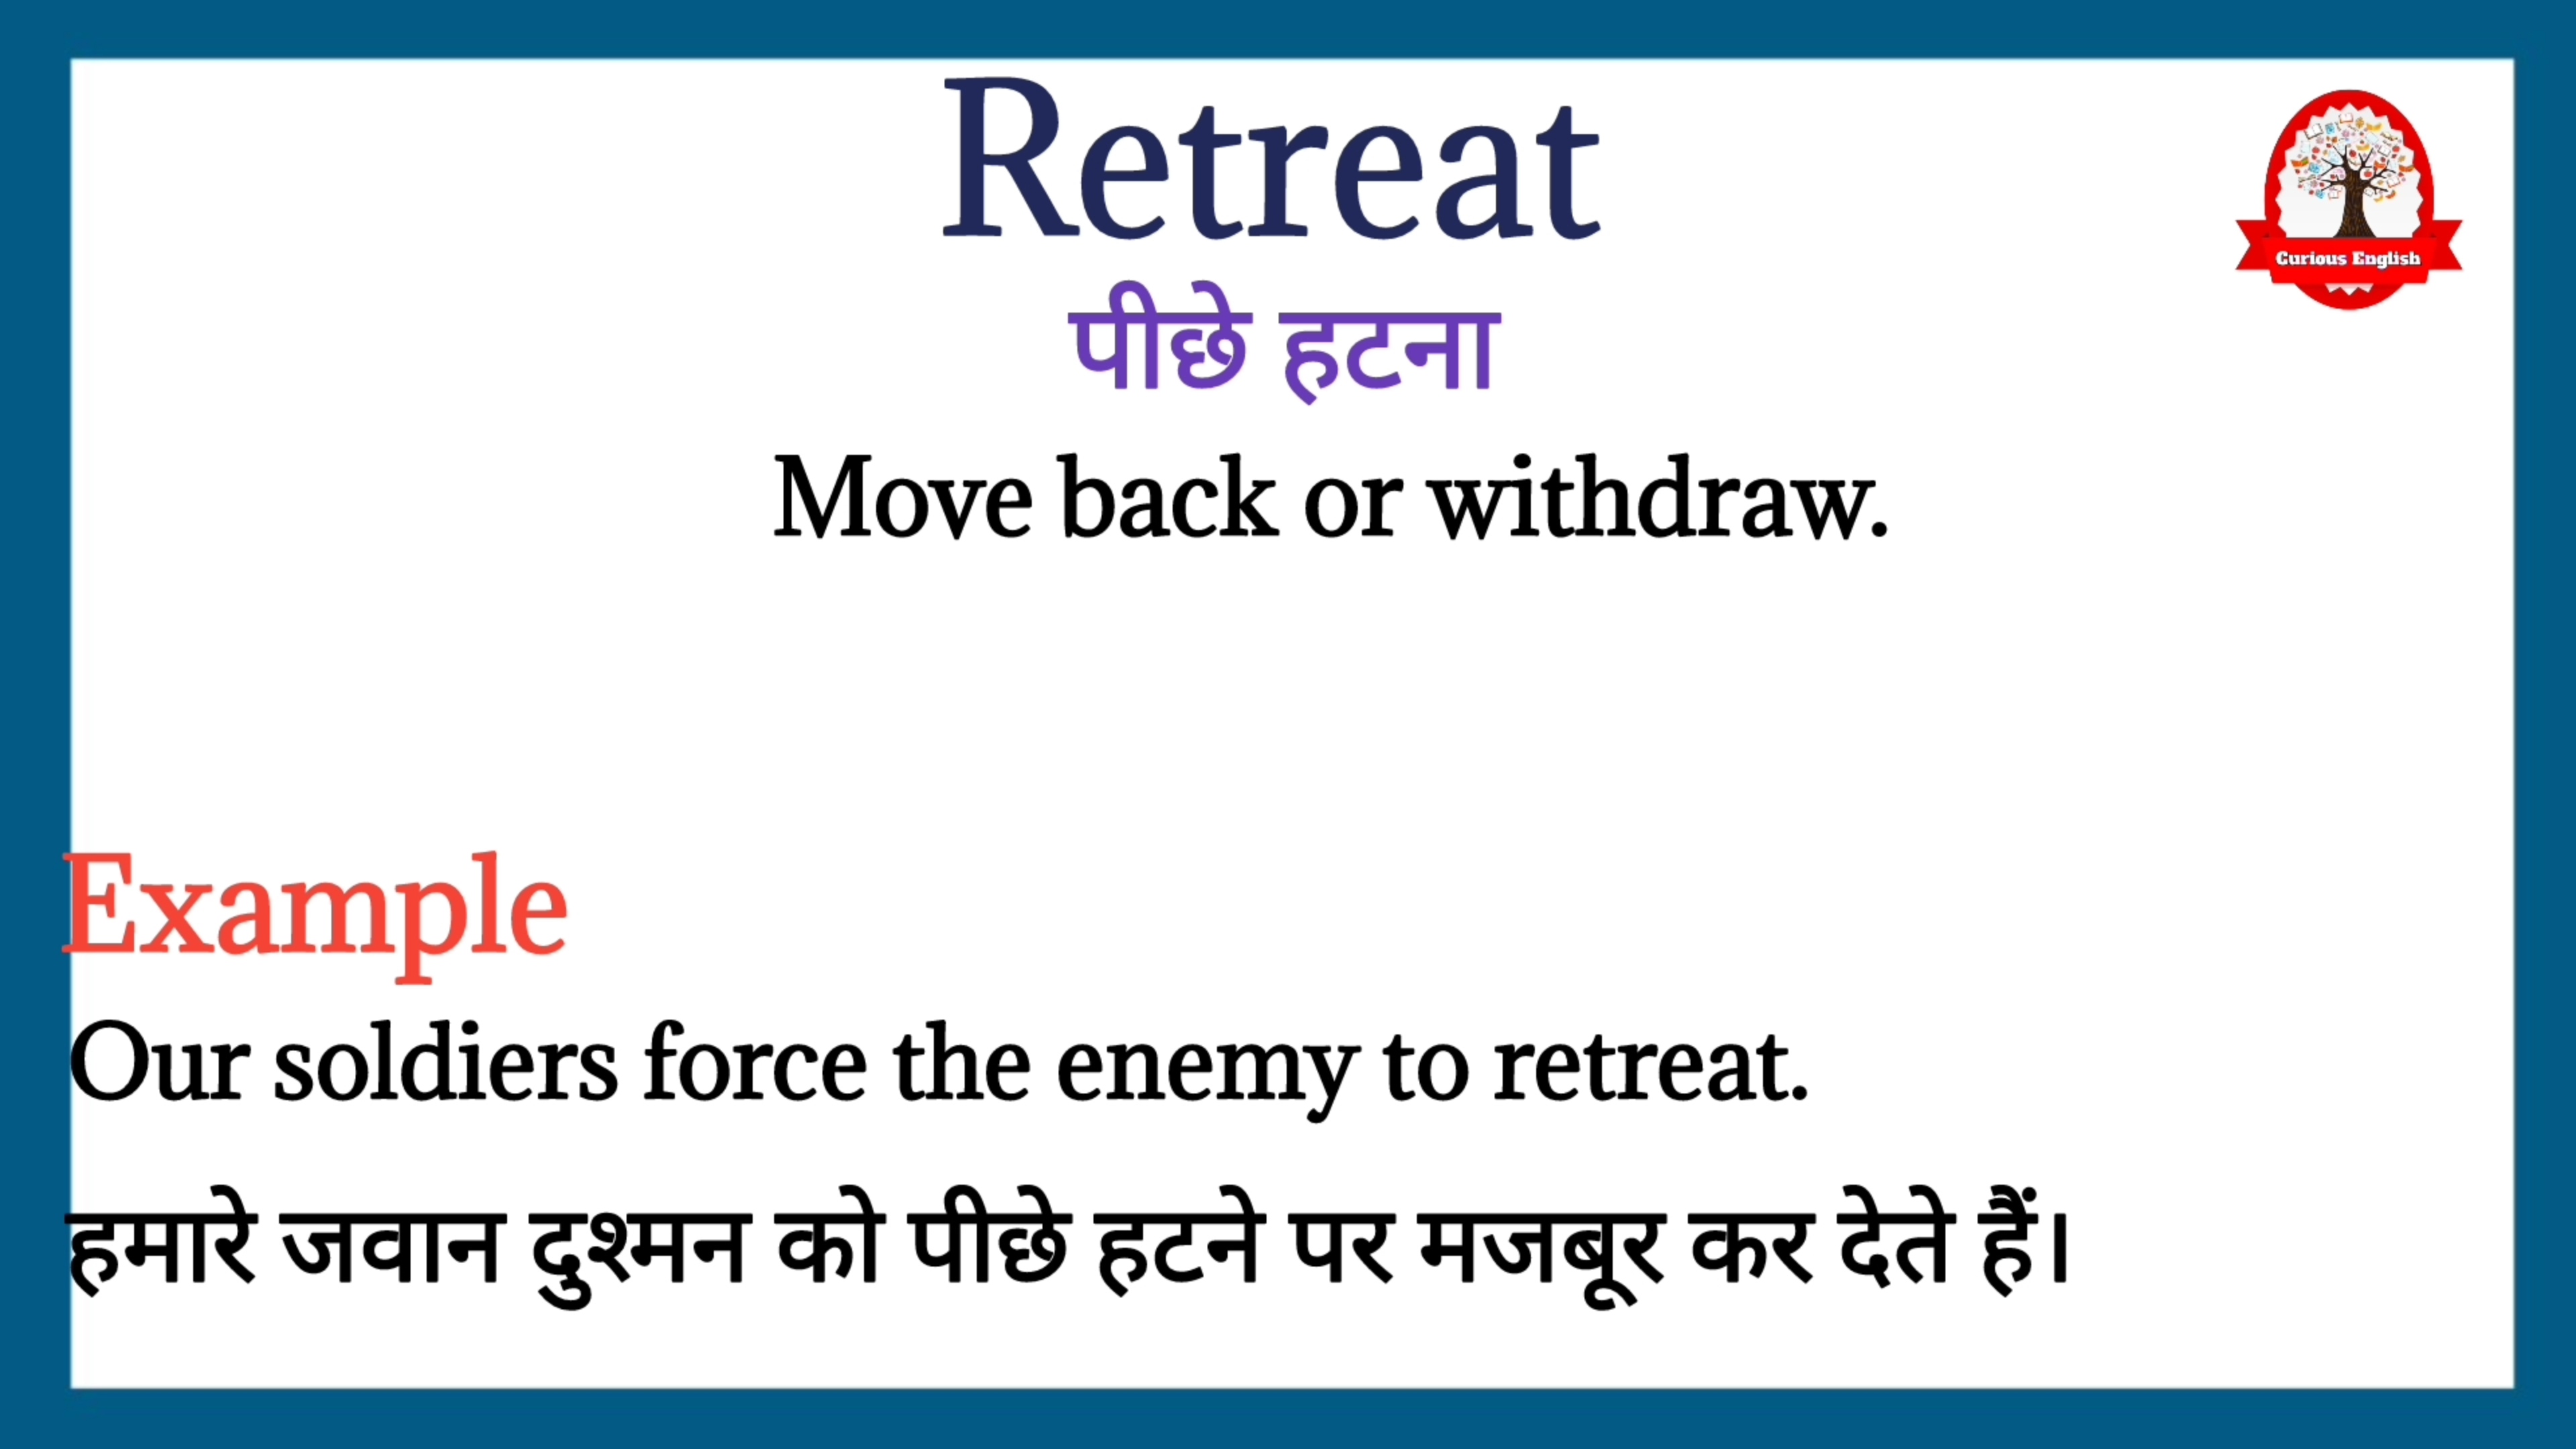 Retreat
Curious English
पीछे हटना
Move back or withdraw.
Example
Our soldiers force the enemy to retreat.
हमारे जवान दुश्मन को पीछे हटने पर मजबूर कर देते हैं।